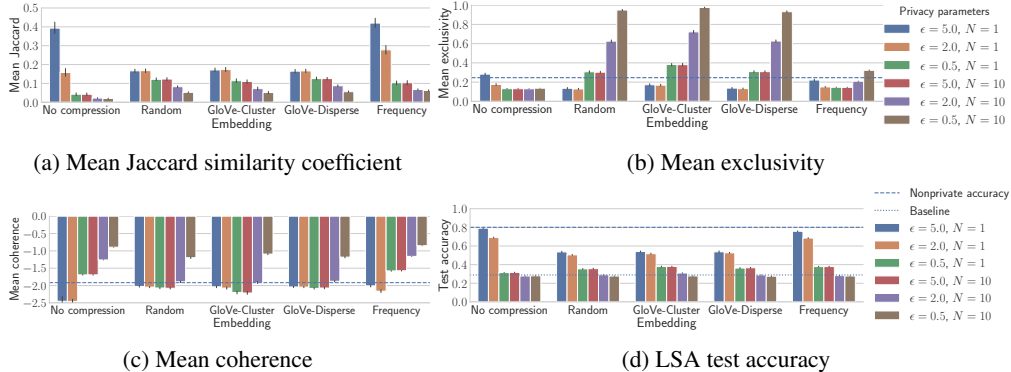 0.5
0.4
0.3
0.2
0.1
0.0
Mean Jaccard
No compression
Random
GloVe-Cluster
GloVe-Disperse
Frequency
Embedding
(a) Mean Jaccard similarity coefficient
1.0
0.8
0.6
0.4
0.2
0.0
Mean exclusivity
No compression
Random
GloVe-Cluster
GloVe-Disperse
Frequency
Embedding
Privacy parameters
ϵ = 5.0, N = 1
ϵ = 2.0, N = 1
ϵ = 0.5, N = 1
ϵ = 5.0, N = 10
ϵ = 2.0, N = 10
ϵ = 0.5, N = 10
(b) Mean exclusivity
0.0
−0.5
−1.0
−1.5
−2.0
−2.5
Mean coherence
No compression
Random
GloVe-Cluster
GloVe-Disperse
Frequency
Embedding
(c) Mean coherence
1.0
0.8
0.6
0.4
0.2
0.0
Test accuracy
No compression
Random
GloVe-Cluster
GloVe-Disperse
Frequency
Embedding
Nonprivate accuracy
Baseline
ϵ = 5.0, N = 1
ϵ = 2.0, N = 1
ϵ = 0.5, N = 1
ϵ = 5.0, N = 10
ϵ = 2.0, N = 10
ϵ = 0.5, N = 10
(d) LSA test accuracy